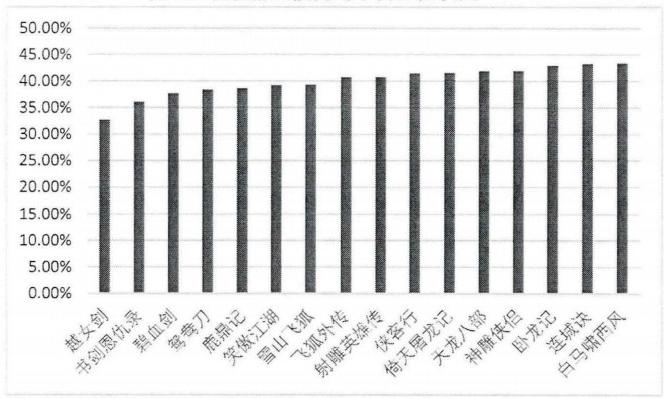 50.00%
45.00%
40.00%
35.00%
30.00%
25.00%
20.00%
15.00%
10.00%
5.00%
0.00%
越女剑
书剑恩仇录
碧血剑
鸳鸯刀
鹿鼎记
笑傲江湖
雪山飞狐
飞狐外传
射雕英雄传
侠客行
倚天屠龙记
天龙八部
神雕侠侣
卧龙记
连城诀
白马啸西风